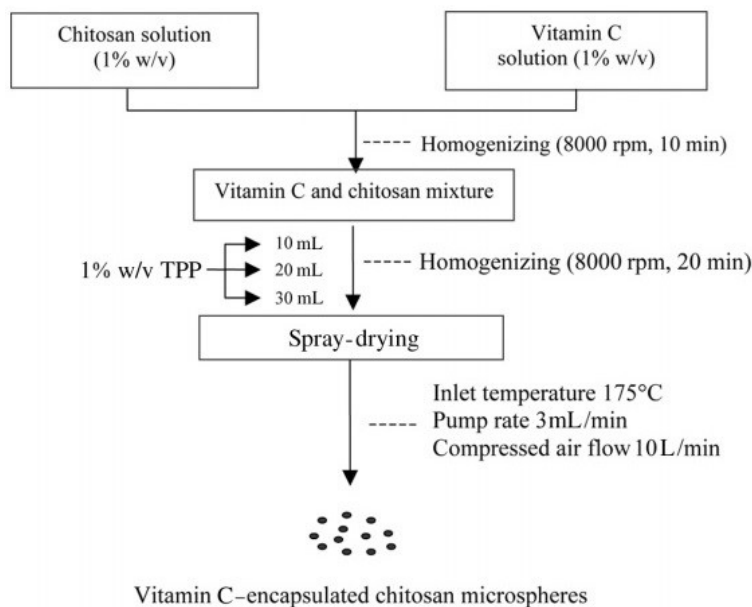 Chitosan solution
(1% w/v)
Vitamin C
solution (1% w/v)
Homogenizing (8000 rpm, 10 min)
Vitamin C and chitosan mixture
1% w/v TPP
10 mL
20 mL
30 mL
Homogenizing (8000 rpm, 20 min)
Spray-drying
Inlet temperature 175°C
Pump rate 3mL/min
Compressed air flow 10L/min
Vitamin C–encapsulated chitosan microspheres